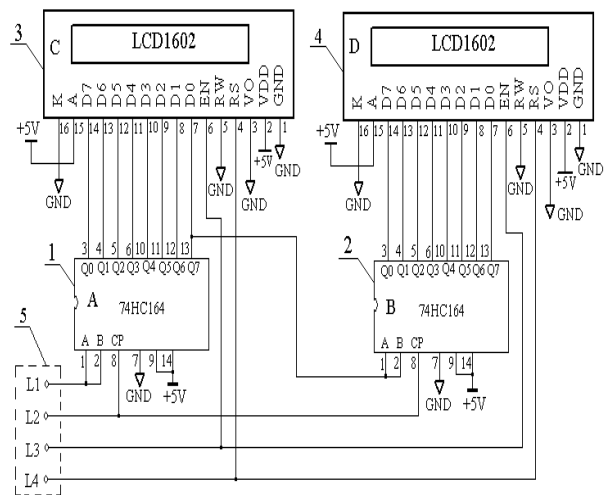 3
C
LCD1602
K A D7 D6 D5 D4 D3 D2 D1 D0 EN RW RS VO VDD GND
16 15 14 13 12 11 10 9 8 7 6 5 4 3 2 1
+5V
GND
GND
GND
+5V
GND
4
D
LCD1602
K A D7 D6 D5 D4 D3 D2 D1 D0 EN RW RS VO VDD GND
16 15 14 13 12 11 10 9 8 7 6 5 4 3 2 1
+5V
GND
GND
GND
+5V
GND
1
3 4 5 6 10 11 12 13
Q0 Q1 Q2 Q3 Q4 Q5 Q6 Q7
A
74HC164
A B CP
1 2 8 7 9 14
GND
+5V
2
3 4 5 6 10 11 12 13
Q0 Q1 Q2 Q3 Q4 Q5 Q6 Q7
B
74HC164
A B CP
1 2 8 7 9 14
GND
+5V
5
L1
L2
L3
L4